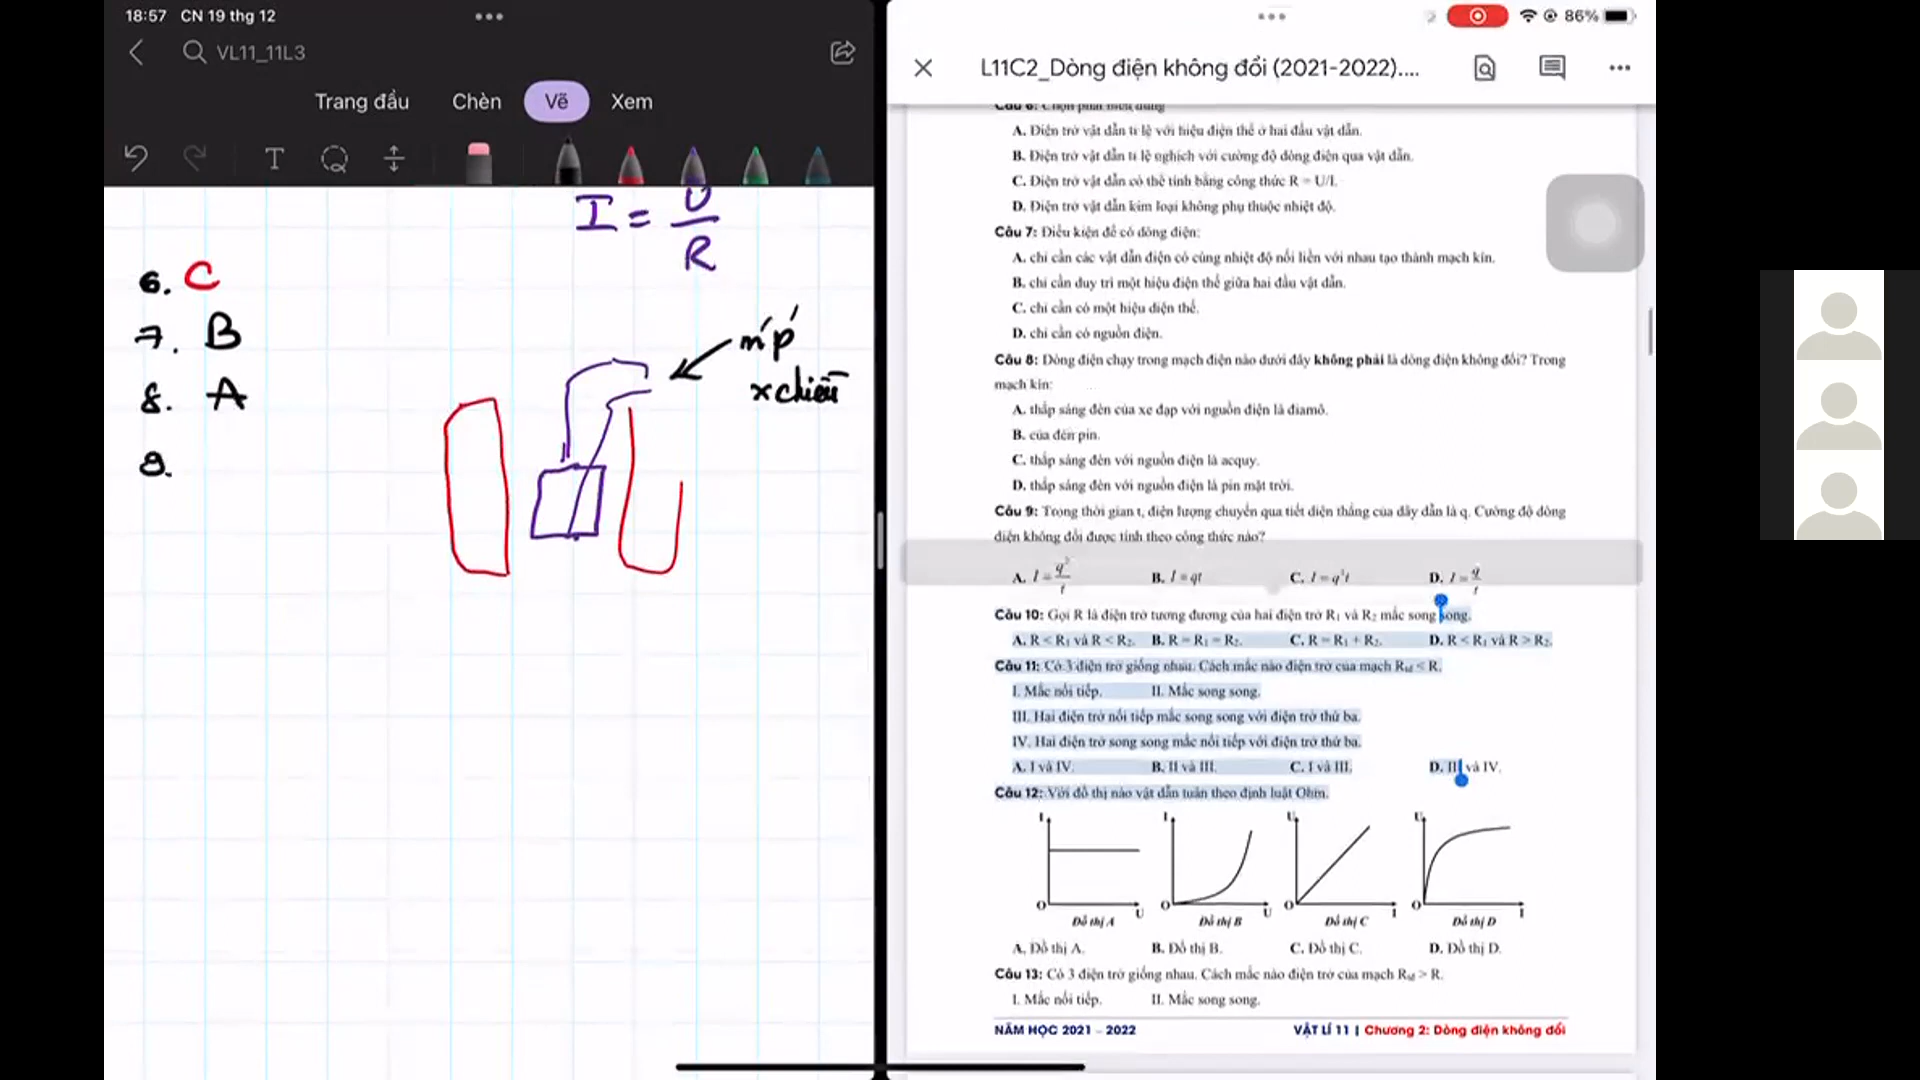 18:57 CN 19 thg 12
VL11_11L3
Trang đầu Chèn Vẽ Xem
I = U/R
6. C
7. B
8. A
9.
m'p'
x chiều
86%
L11C2_Dòng điện không đổi (2021-2022)....
Câu 6: Chọn phát biểu đúng
A. Điện trở vật dẫn tỉ lệ với hiệu điện thế ở hai đầu vật dẫn.
B. Điện trở vật dẫn tỉ lệ nghịch với cường độ dòng điện qua vật dẫn.
C. Điện trở vật dẫn có thể tính bằng công thức R = U/I.
D. Điện trở vật dẫn kim loại không phụ thuộc nhiệt độ.
Câu 7: Điều kiện để có dòng điện:
A. chỉ cần các vật dẫn điện có cùng nhiệt độ nối liền với nhau tạo thành mạch kín.
B. chỉ cần duy trì một hiệu điện thế giữa hai đầu vật dẫn.
C. chỉ cần có một hiệu điện thế.
D. chỉ cần có nguồn điện.
Câu 8: Dòng điện chạy trong mạch điện nào dưới đây không phải là dòng điện không đổi? Trong
mạch kín:
A. thắp sáng đèn của xe đạp với nguồn điện là điamô.
B. của đèn pin.
C. thắp sáng đèn với nguồn điện là acquy.
D. thắp sáng đèn với nguồn điện là pin mặt trời.
Câu 9: Trong thời gian t, điện lượng chuyển qua tiết diện thẳng của dây dẫn là q. Cường độ dòng
điện không đổi được tính theo công thức nào?
A. I = q²/t B. I = qt C. I = q²t D. I = q/t
Câu 10: Gọi R là điện trở tương đương của hai điện trở R₁ và R₂ mắc song song.
A. R < R₁ và R < R₂. B. R = R₁ = R₂. C. R = R₁ + R₂. D. R < R₁ và R > R₂.
Câu 11: Có 3 điện trở giống nhau. Cách mắc nào điện trở của mạch Rtđ < R.
I. Mắc nối tiếp. II. Mắc song song.
III. Hai điện trở nối tiếp mắc song song với điện trở thứ ba.
IV. Hai điện trở song song mắc nối tiếp với điện trở thứ ba.
A. I và IV. B. II và III. C. I và III. D. III và IV.
Câu 12: Với đồ thị nào vật dẫn tuân theo định luật Ohm.
I I U U
O U O U O I O I
Đồ thị A Đồ thị B Đồ thị C Đồ thị D
A. Đồ thị A. B. Đồ thị B. C. Đồ thị C. D. Đồ thị D.
Câu 13: Có 3 điện trở giống nhau. Cách mắc nào điện trở của mạch Rtđ > R.
I. Mắc nối tiếp. II. Mắc song song.
NĂM HỌC 2021 - 2022 VẬT LÍ 11 | Chương 2: Dòng điện không đổi